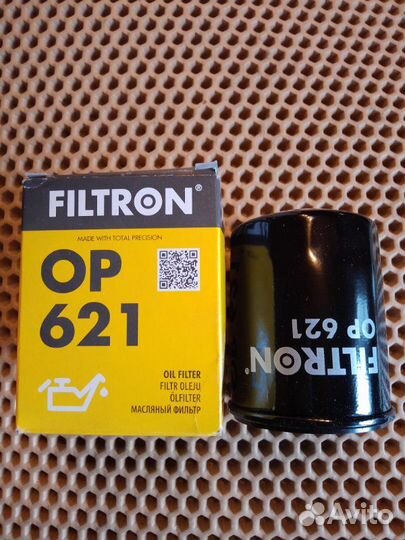 FILTRON®
MADE WITH TOTAL PRECISION
OP
621
OIL FILTER
FILTR OLEJU
ÖLFILTER
МАСЛЯНЫЙ ФИЛЬТР
FILTRON
OP 621
Avito